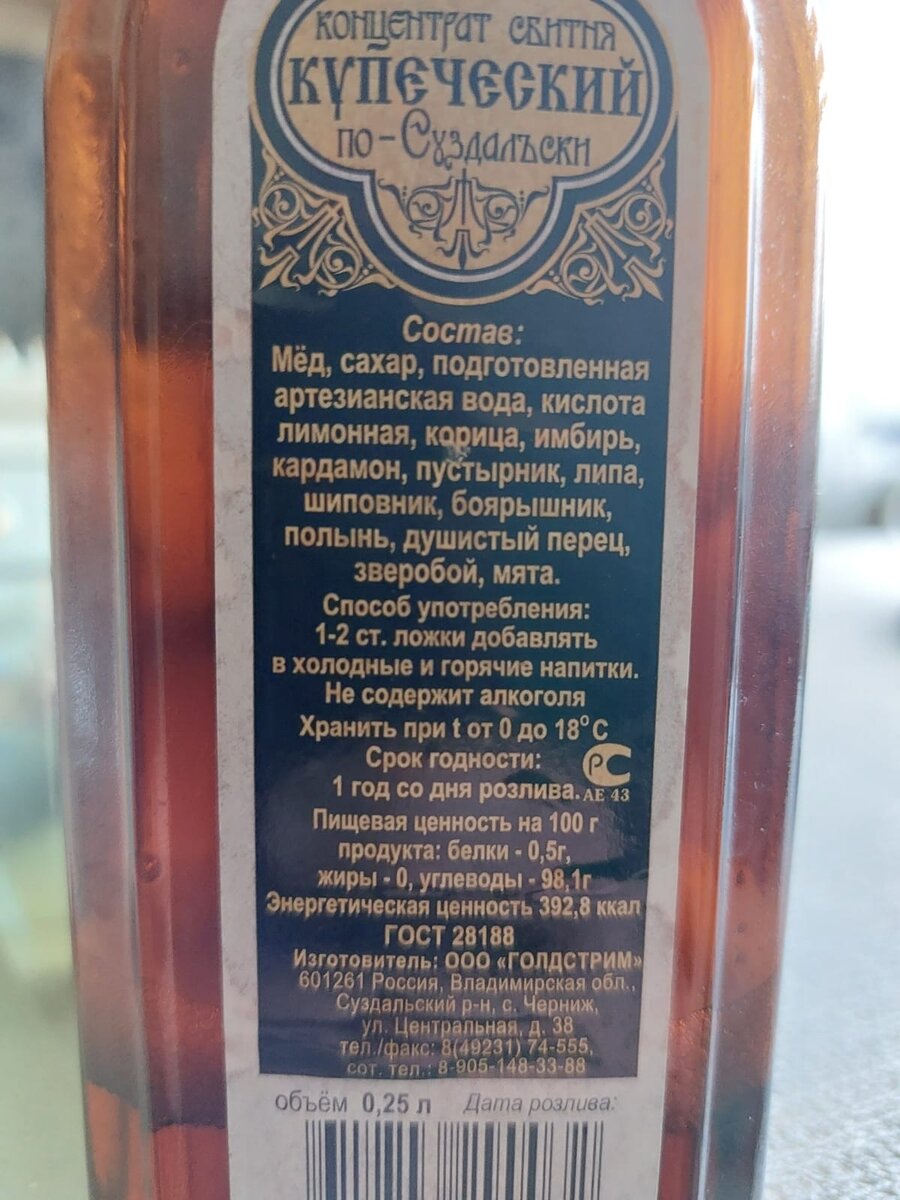 КОНЦЕНТРАТ СБИТНЯ
КУПЕЧЕСКИЙ
по-Суздальски
Состав:
Мёд, сахар, подготовленная
артезианская вода, кислота
лимонная, корица, имбирь,
кардамон, пустырник, липа,
шиповник, боярышник,
полынь, душистый перец,
зверобой, мята.
Способ употребления:
1-2 ст. ложки добавлять
в холодные и горячие напитки.
Не содержит алкоголя
Хранить при t от 0 до 18°С
Срок годности:
1 год со дня розлива.
РС
АЕ 43
Пищевая ценность на 100 г
продукта: белки - 0,5г,
жиры - 0, углеводы - 98,1г
Энергетическая ценность 392,8 ккал
ГОСТ 28188
Изготовитель: ООО «ГОЛДСТРИМ»
601261 Россия, Владимирская обл.,
Суздальский р-н, с. Черниж,
ул. Центральная, д. 38
тел./факс: 8(49231) 74-555,
сот. тел.: 8-905-148-33-88
объём 0,25 л Дата розлива: